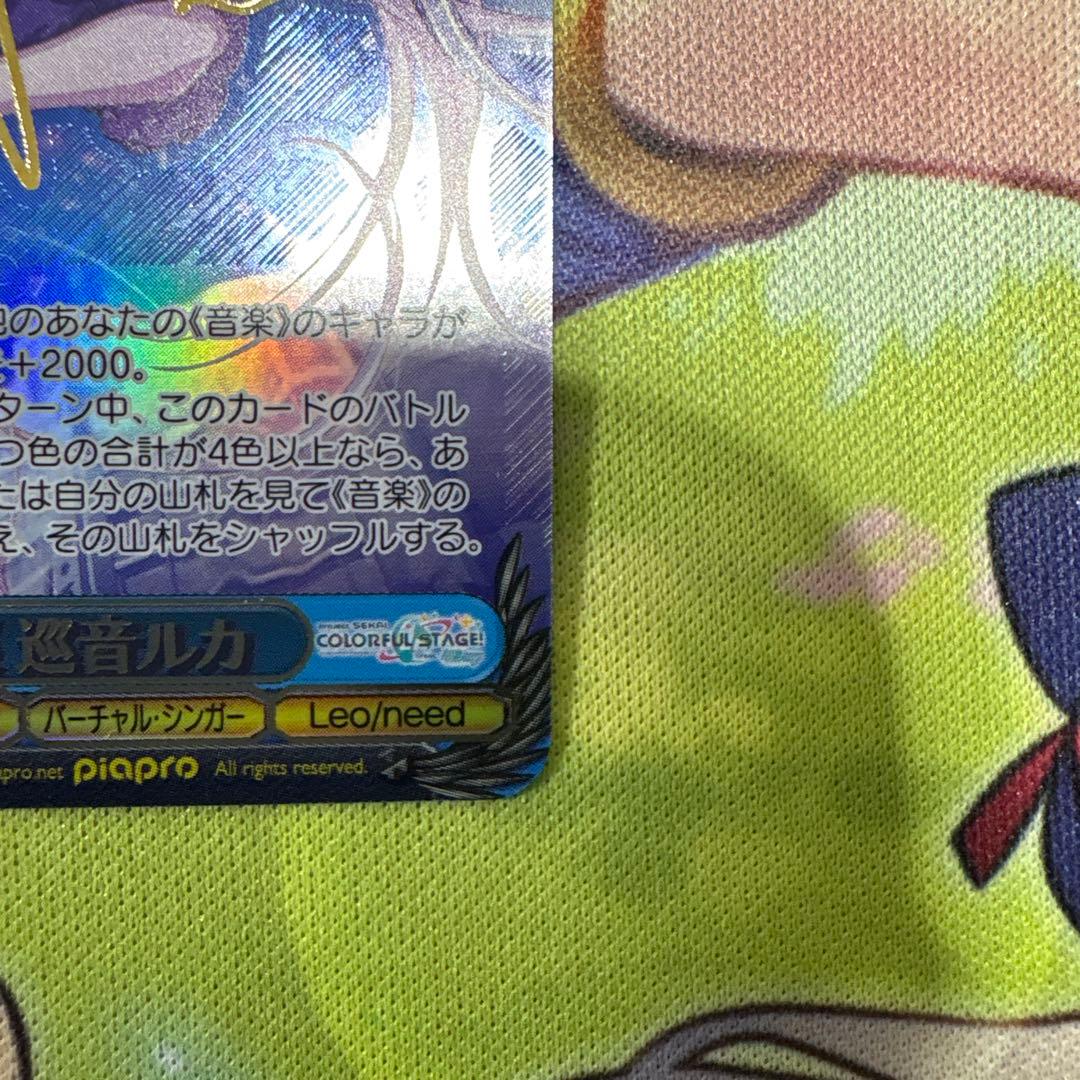 のあなたの《音楽》のキャラが
+2000。
ターン中、このカードのバトル
つ色の合計が4色以上なら、あ
は自分の山札を見て《音楽》の
え、その山札をシャッフルする。
巡音ルカ
PROJECT SEKAI
COLORFUL STAGE!
バーチャル・シンガー
Leo/need
apro.net piapro All rights reserved.